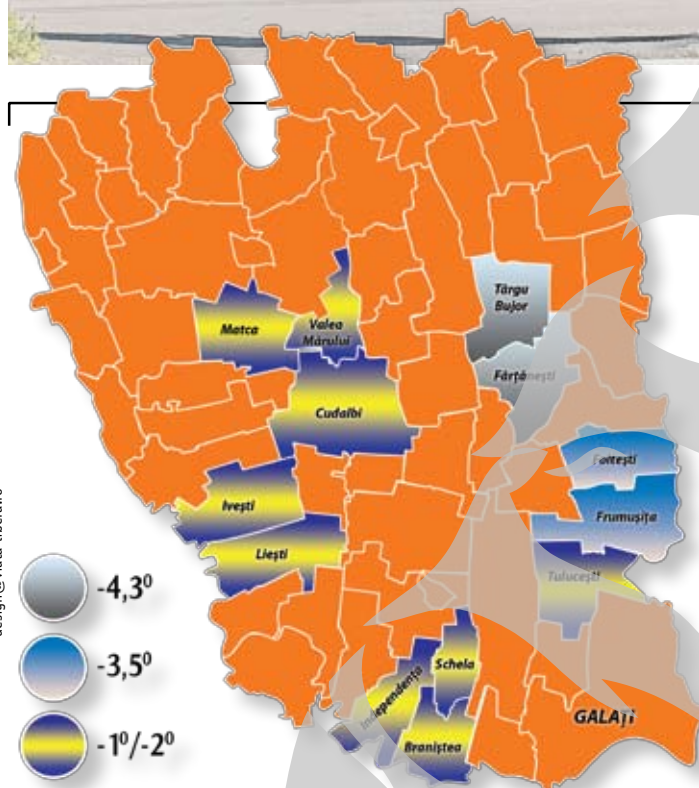 Târgu
Bujor
Matca
Valea
Mărului
Fârțănești
Cudalbi
Foltești
Ivești
Frumușița
Liești
Tulucești
-4,3⁰
-3,5⁰
-1⁰/-2⁰
Schela
Independența
Braniștea
GALAȚI